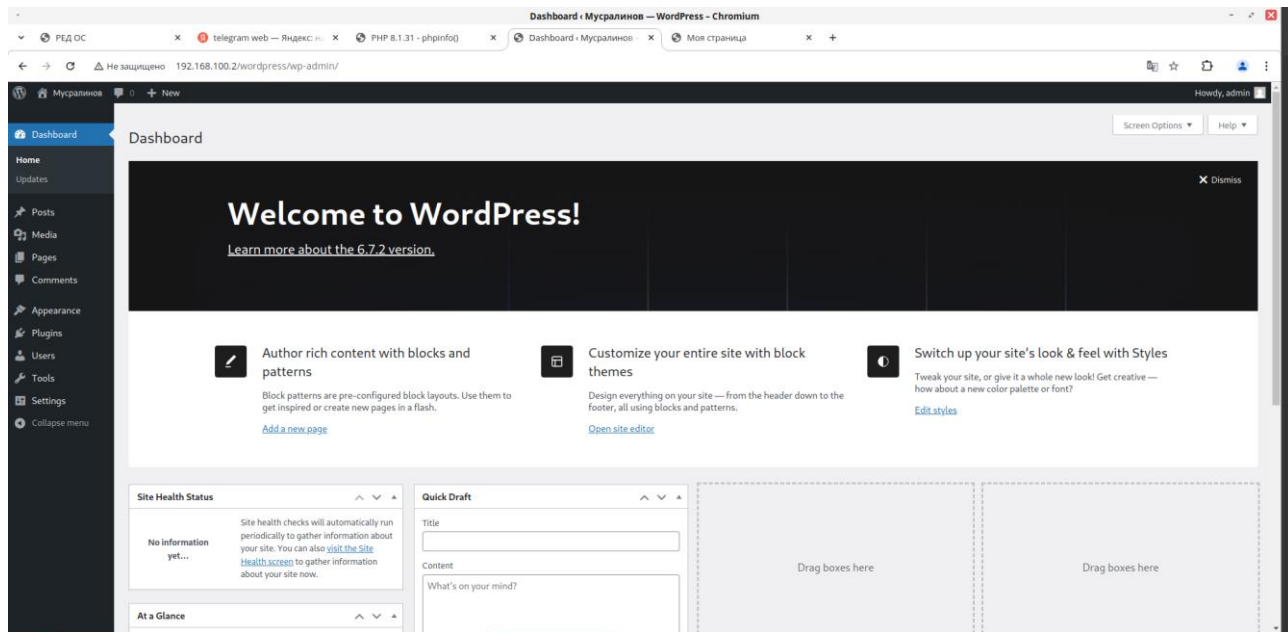 Dashboard ‹ Мусралинов — WordPress – Chromium
РЕД ОС
telegram web — Яндекс: н
PHP 8.1.31 - phpinfo()
Dashboard ‹ Мусралинов –
Моя страница
Не защищено 192.168.100.2/wordpress/wp-admin/
Мусралинов 0 + New
Howdy, admin
Dashboard
Home
Updates
Posts
Media
Pages
Comments
Appearance
Plugins
Users
Tools
Settings
Collapse menu
Dashboard
Screen Options ▼
Help ▼
Dismiss
Welcome to WordPress!
Learn more about the 6.7.2 version.
Author rich content with blocks and
patterns
Block patterns are pre-configured block layouts. Use them to
get inspired or create new pages in a flash.
Add a new page
Customize your entire site with block
themes
Design everything on your site — from the header down to the
footer, all using blocks and patterns.
Open site editor
Switch up your site's look & feel with Styles
Tweak your site, or give it a whole new look! Get creative —
how about a new color palette or font?
Edit styles
Site Health Status
No information
yet...
Site health checks will automatically run
periodically to gather information about
your site. You can also visit the Site
Health screen to gather information
about your site now.
At a Glance
Quick Draft
Title
Content
What's on your mind?
Drag boxes here
Drag boxes here